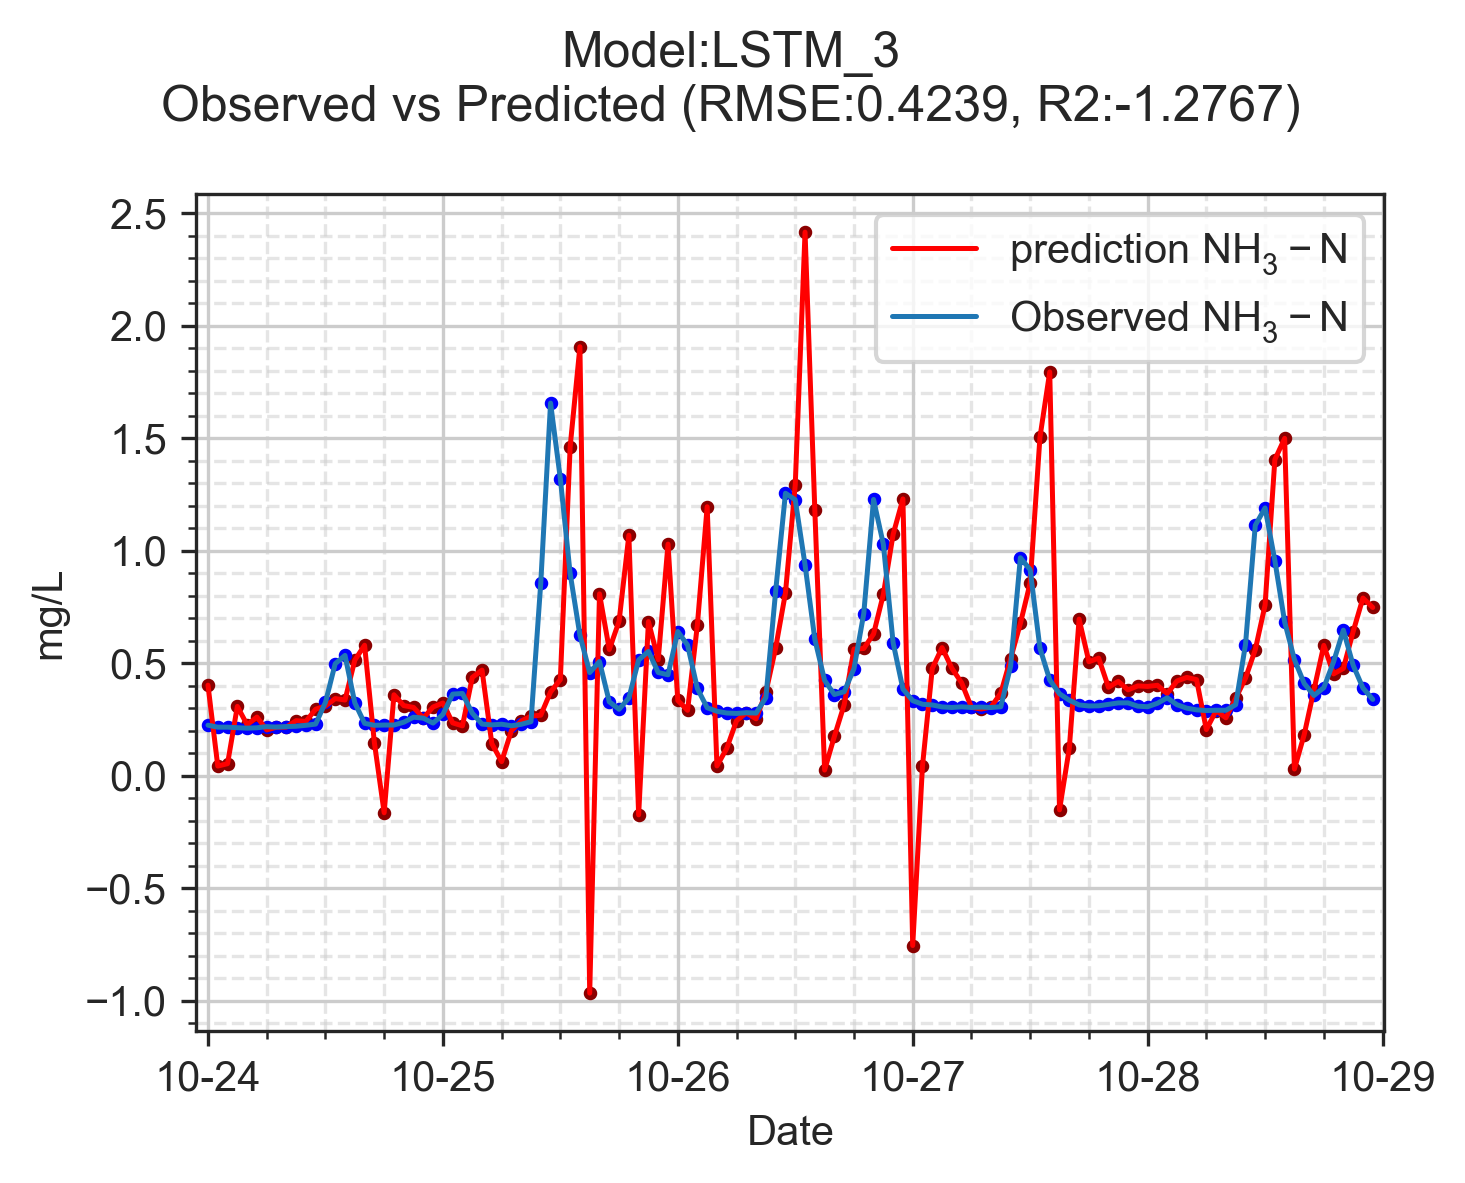 Model:LSTM_3
Observed vs Predicted (RMSE:0.4239, R2:-1.2767)
2.5
2.0
1.5
1.0
0.5
0.0
−0.5
−1.0
mg/L
prediction NH₃ − N
Observed NH₃ − N
10-24 10-25 10-26 10-27 10-28 10-29
Date